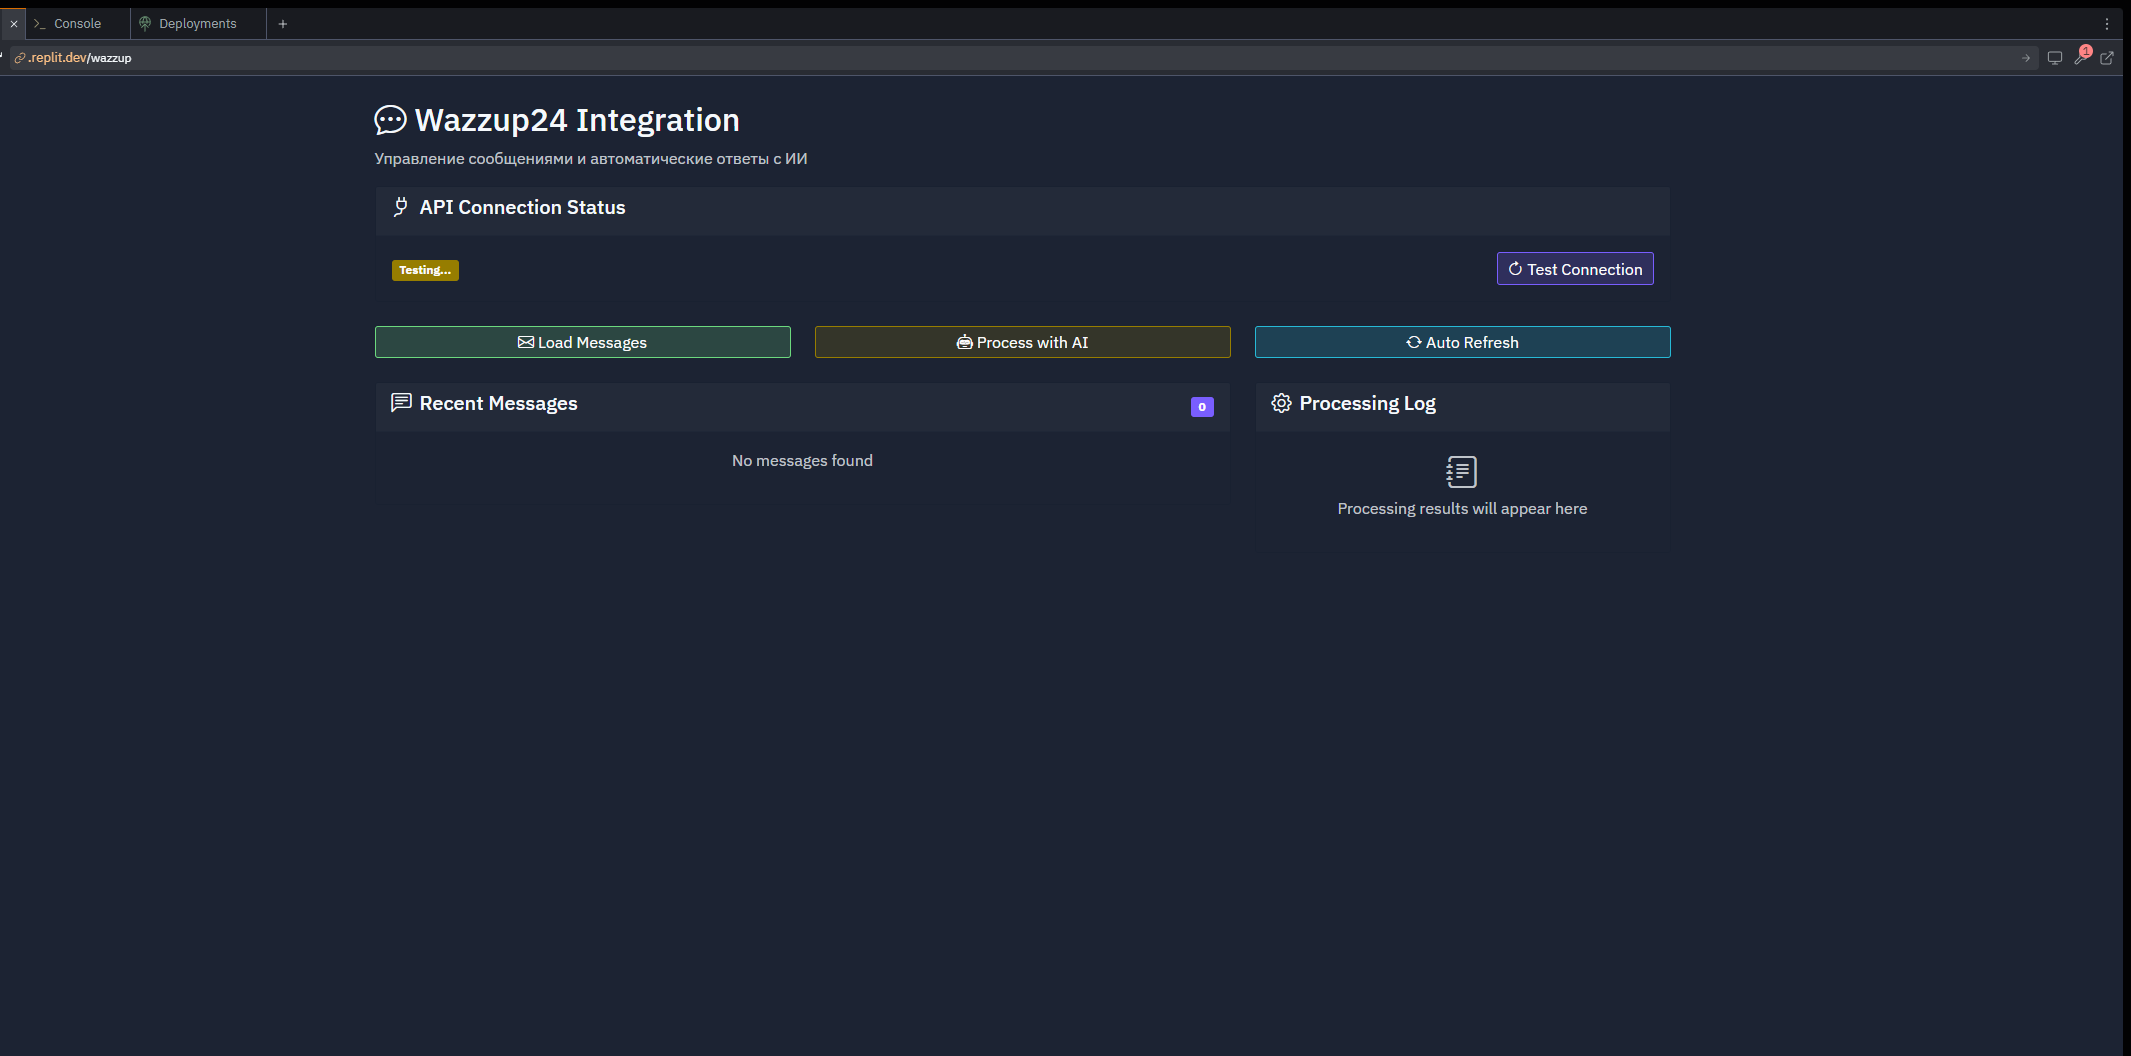 Console
Deployments
.replit.dev/wazzup
1
Wazzup24 Integration
Управление сообщениями и автоматические ответы с ИИ
API Connection Status
Testing...
Test Connection
Load Messages
Process with AI
Auto Refresh
Recent Messages
0
Processing Log
No messages found
Processing results will appear here